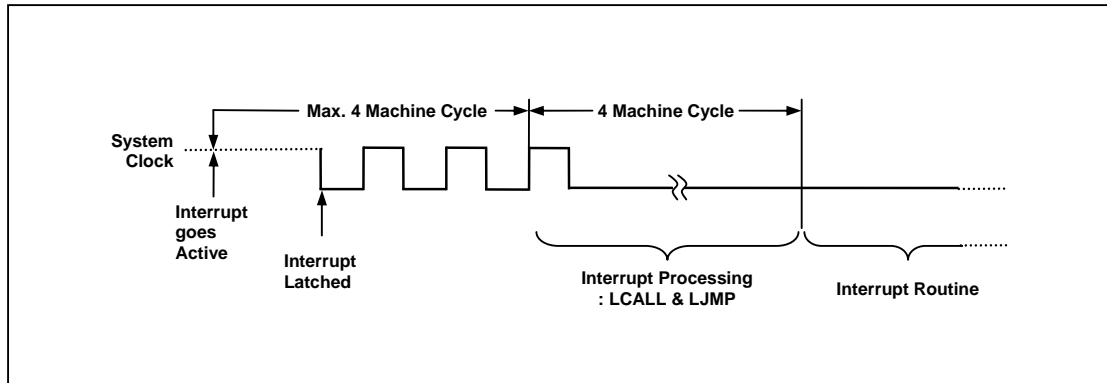 Max. 4 Machine Cycle
4 Machine Cycle
System
Clock
Interrupt
goes
Active
Interrupt
Latched
Interrupt Processing
: LCALL & LJMP
Interrupt Routine